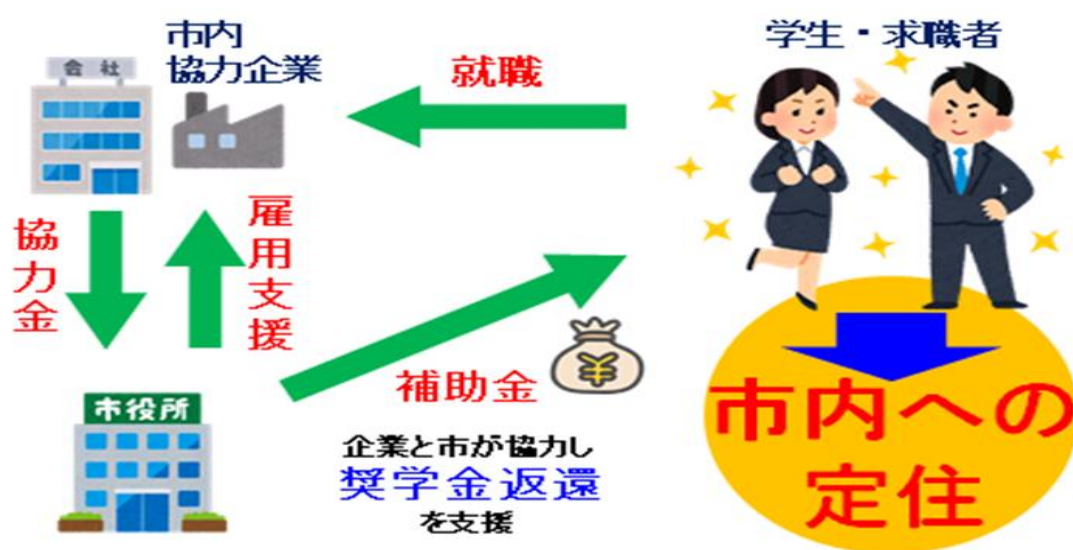 市内
協力企業
会社
就職
学生・求職者
協力金
雇用支援
補助金
¥
市役所
企業と市が協力し
奨学金返還
を支援
市内への
定住